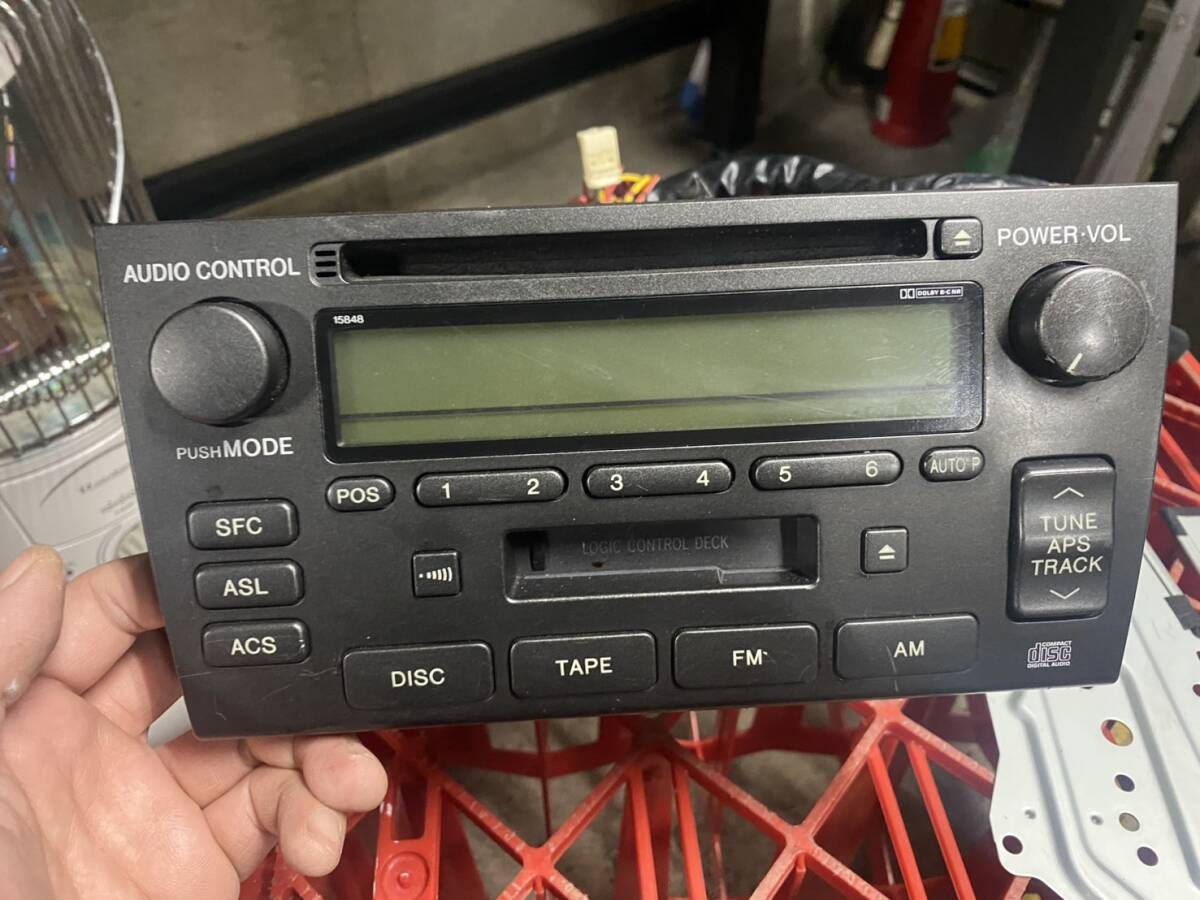 POWER·VOL
AUDIO CONTROL
DOLBY B·C NR
15848
PUSH MODE
POS
1 2
3 4
5 6
AUTO·P
SFC
TUNE
APS
TRACK
LOGIC CONTROL DECK
ASL
ACS
DISC
TAPE
FM
AM
COMPACT
disc
DIGITAL AUDIO